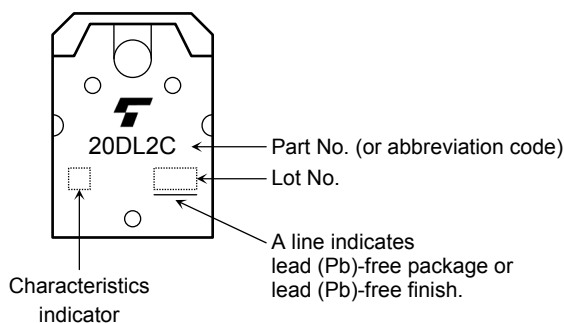 20DL2C
Part No. (or abbreviation code)
Lot No.
A line indicates
lead (Pb)-free package or
lead (Pb)-free finish.
Characteristics
indicator